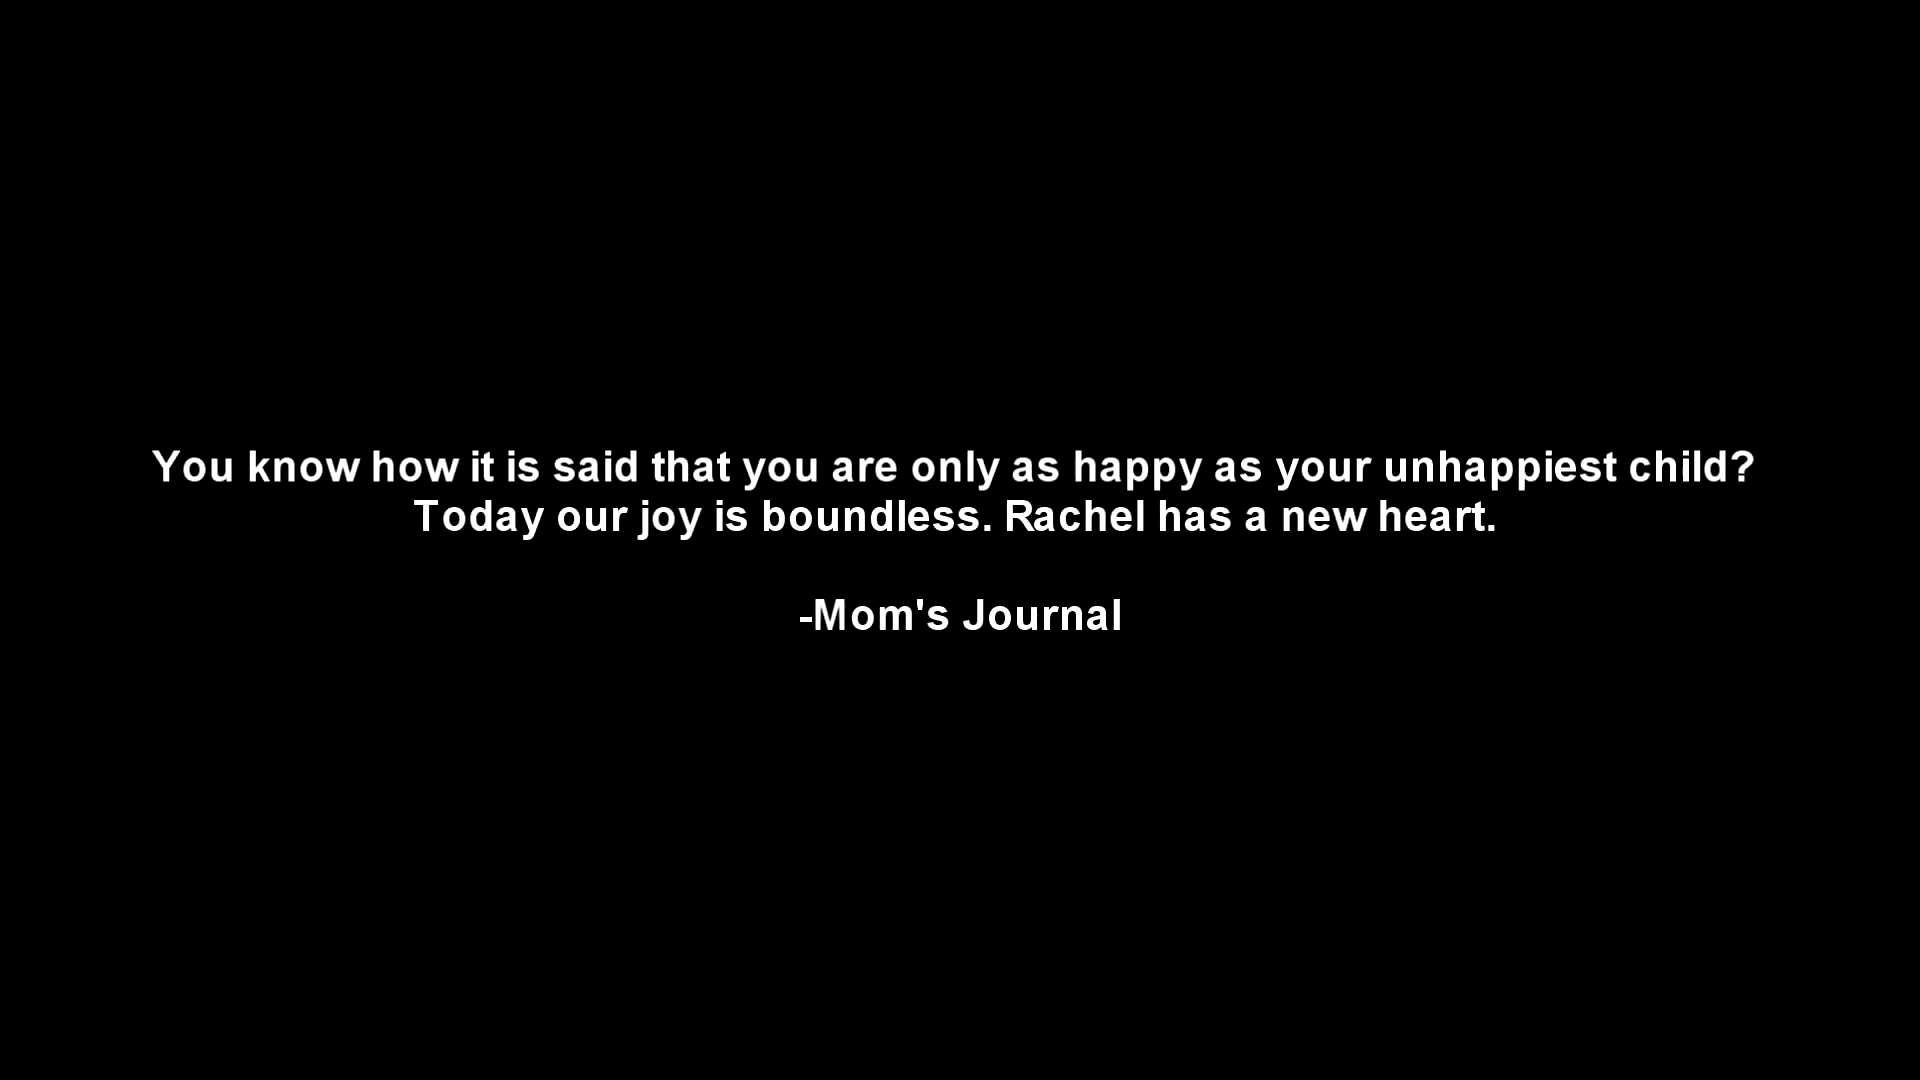 You know how it is said that you are only as happy as your unhappiest child?
Today our joy is boundless. Rachel has a new heart.
-Mom's Journal